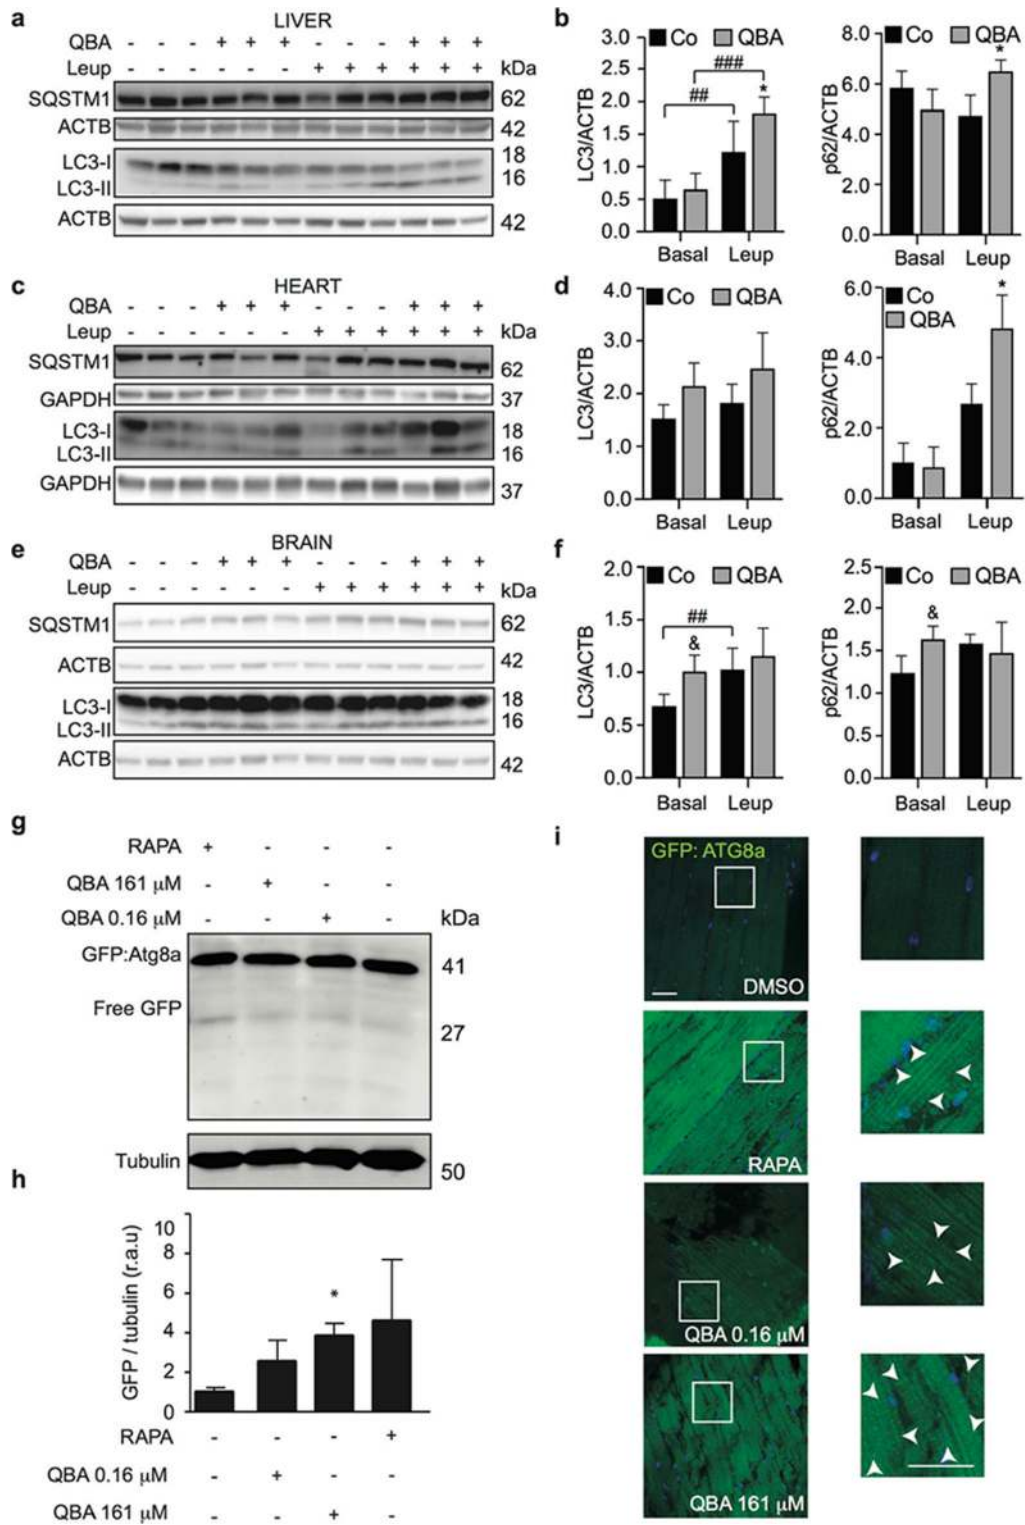 a
LIVER
QBA - - - + + + - - - + + +
Leup - - - - - - + + + + + + kDa
SQSTM1 62
ACTB 42
LC3-I 18
LC3-II 16
ACTB 42
b
3.0 2.5 2.0 1.5 1.0 0.5 0.0
LC3/ACTB
Co QBA
###
##
*
Basal Leup
8.0 6.0 4.0 2.0 0.0
p62/ACTB
Co QBA
*
Basal Leup
c
HEART
QBA - - - + + + - - - + + +
Leup - - - - - - + + + + + + kDa
SQSTM1 62
GAPDH 37
LC3-I 18
LC3-II 16
GAPDH 37
d
4.0 3.0 2.0 1.0 0.0
LC3/ACTB
Co QBA
Basal Leup
6.0 4.0 2.0 0.0
p62/ACTB
Co
QBA
*
Basal Leup
e
BRAIN
QBA - - - + + + - - - + + +
Leup - - - - - - + + + + + + kDa
SQSTM1 62
ACTB 42
LC3-I 18
LC3-II 16
ACTB 42
f
2.0 1.5 1.0 0.5 0.0
LC3/ACTB
Co QBA
##
&
Basal Leup
2.5 2.0 1.5 1.0 0.5 0.0
p62/ACTB
Co QBA
&
Basal Leup
g
RAPA + - - -
QBA 161 μM - + - -
QBA 0.16 μM - - + - kDa
GFP:Atg8a 41
Free GFP 27
Tubulin 50
h
10 8 6 4 2 0
GFP / tubulin (r.a.u)
*
RAPA - - - +
QBA 0.16 μM - + - -
QBA 161 μM - - + -
i
GFP: ATG8a
DMSO
RAPA
QBA 0.16 μM
QBA 161 μM